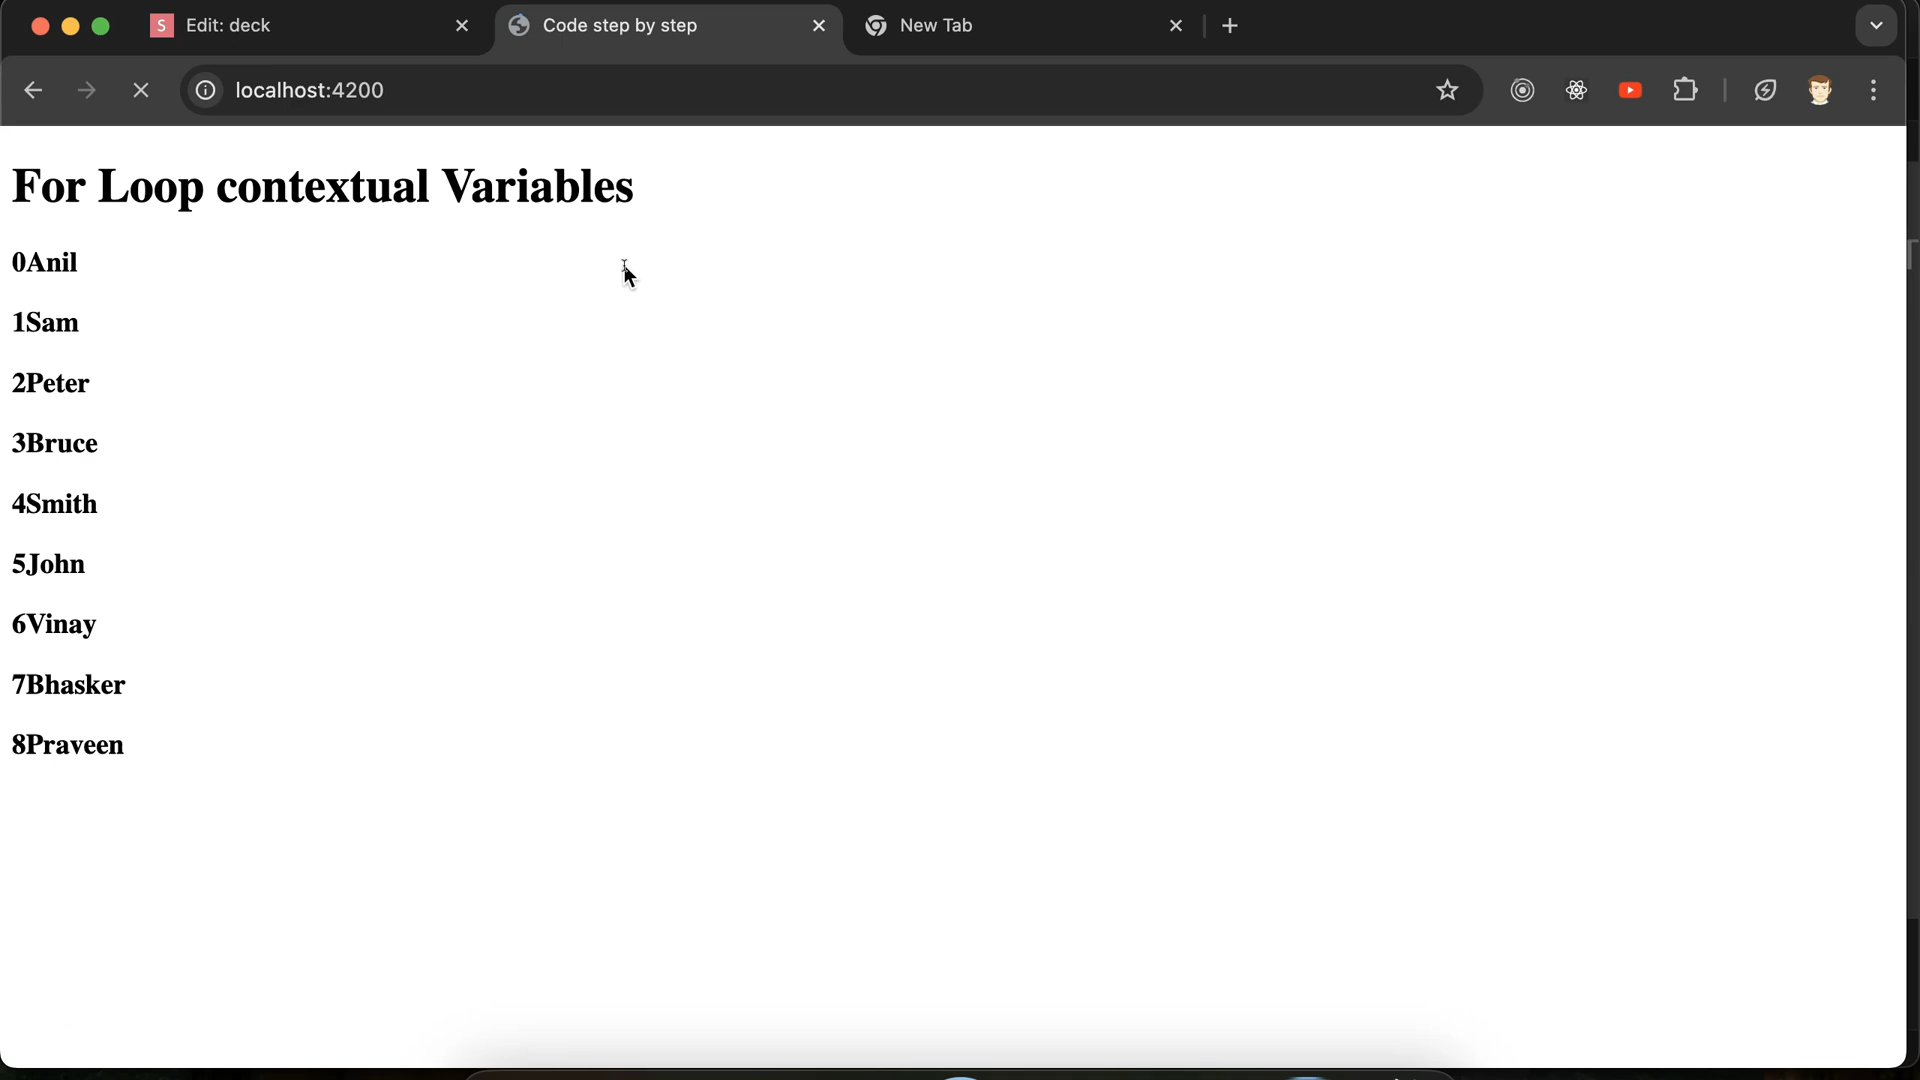 S Edit: deck
Code step by step
New Tab
localhost:4200
For Loop contextual Variables
0Anil
1Sam
2Peter
3Bruce
4Smith
5John
6Vinay
7Bhasker
8Praveen